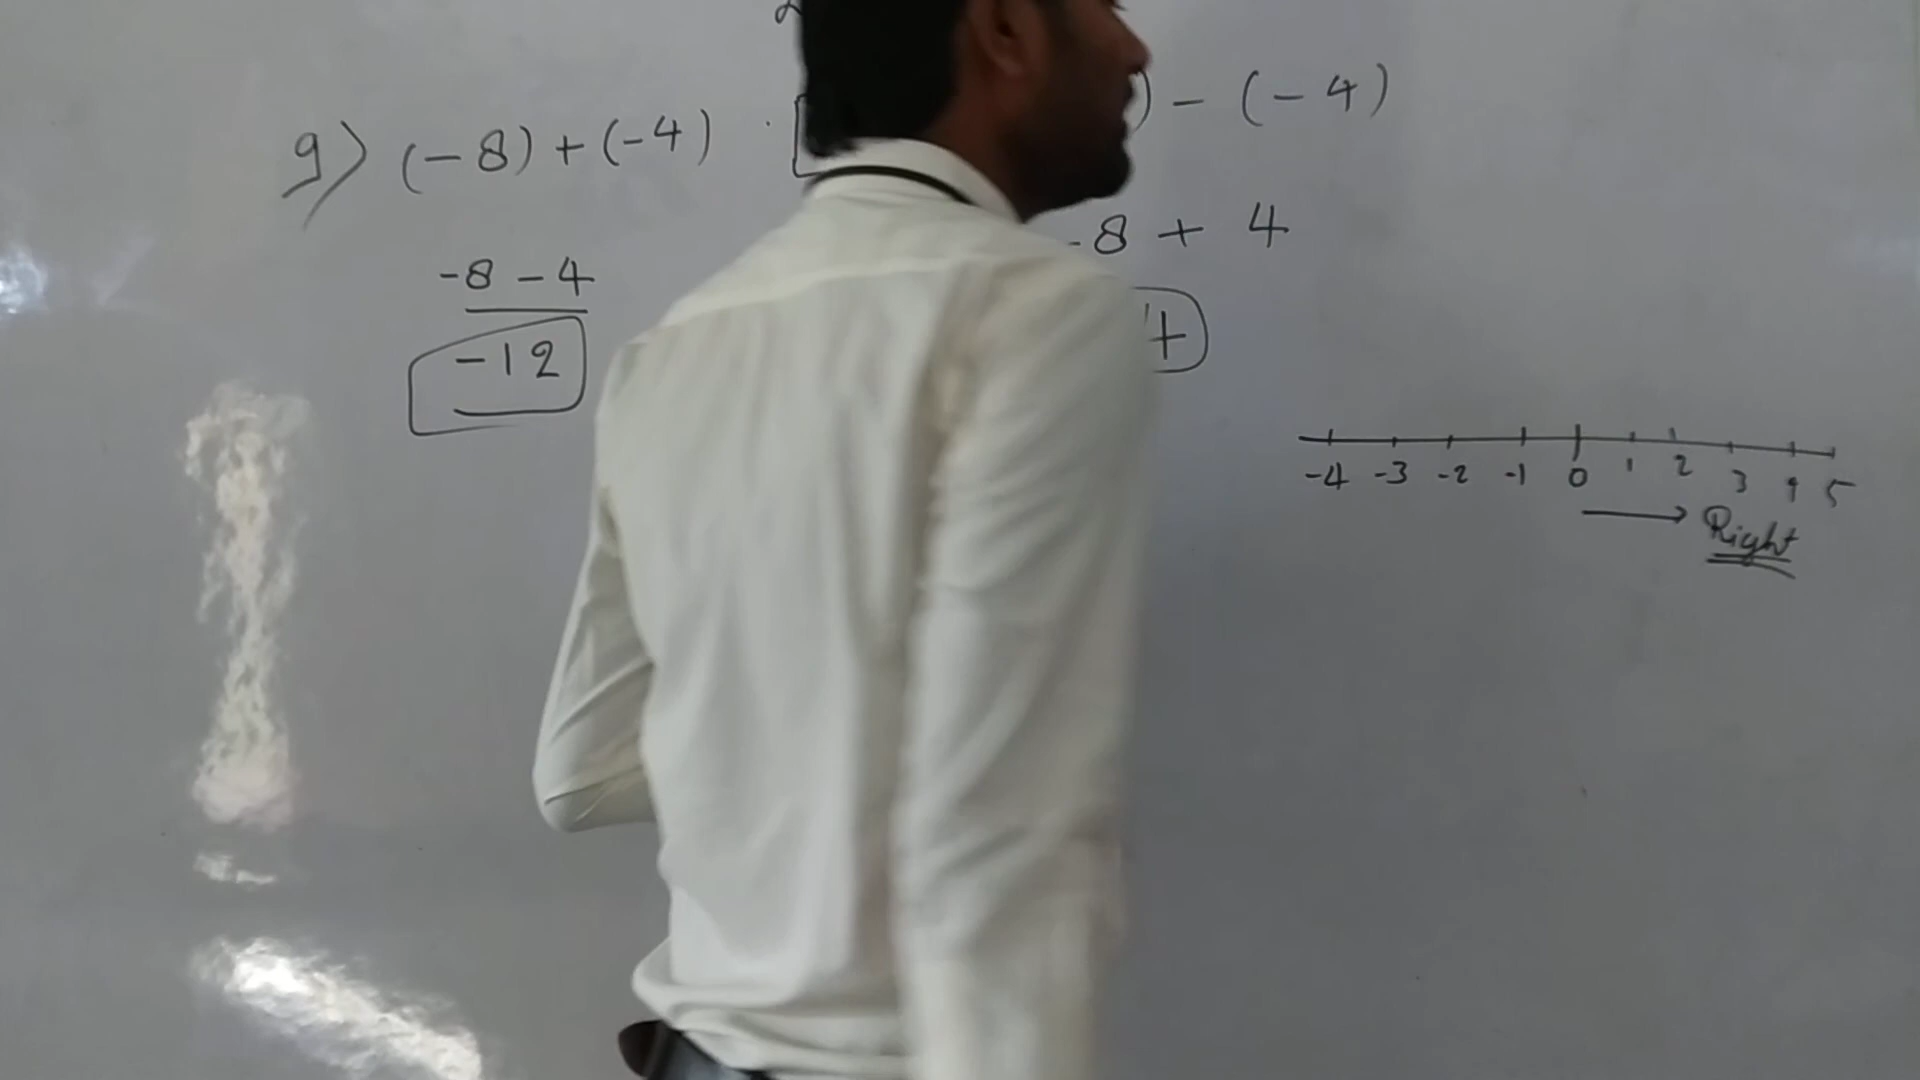 9) (-8) + (-4) ) - (-4)
-8 - 4
-8 + 4
-12
4
-4 -3 -2 -1 0 1 2 3 4 5
→ Right